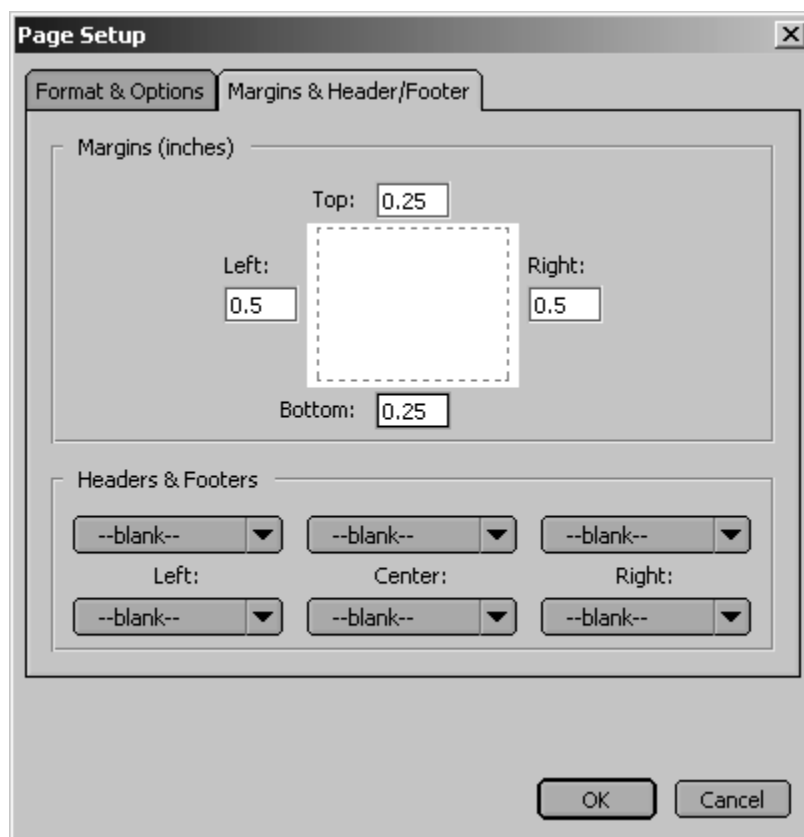 Page Setup
Format & Options Margins & Header/Footer
Margins (inches)
Top: 0.25
Left: Right:
0.5 0.5
Bottom: 0.25
Headers & Footers
--blank-- --blank-- --blank--
Left: Center: Right:
--blank-- --blank-- --blank--
OK Cancel